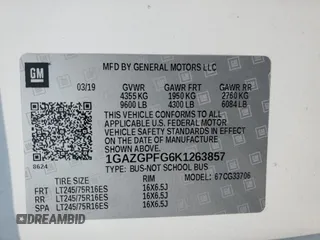 GM
MFD BY GENERAL MOTORS LLC
03/19 GVWR GAWR FRT GAWR RR
4355 KG 1950 KG 2760 KG
9600 LB 4300 LB 6084 LB
THIS VEHICLE CONFORMS TO ALL APPLICABLE U.S. FEDERAL MOTOR VEHICLE SAFETY STANDARDS IN EFFECT ON THE DATE OF MANUFACTURE SHOWN ABOVE.
1GAZGPFG6K1263857
TYPE: BUS-NOT SCHOOL BUS
8624 MODEL: 67CG33706
TIRE SIZE RIM
FRT LT245/75R16ES 16X6.5J
RR LT245/75R16ES 16X6.5J
SPA LT245/75R16ES 16X6.5J